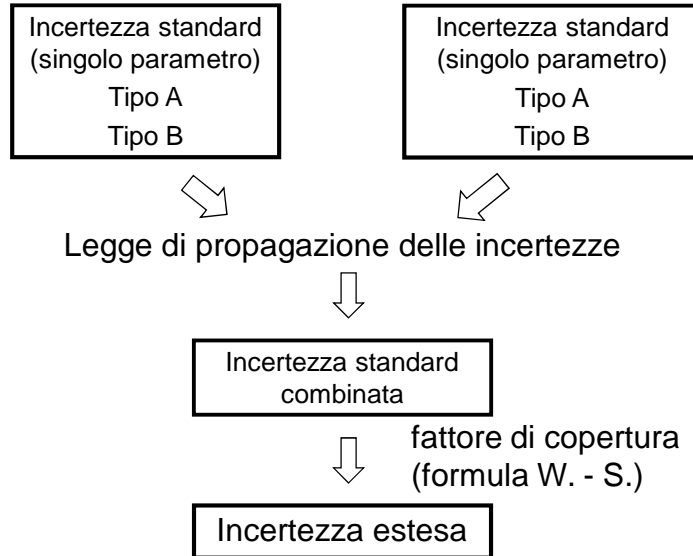 Incertezza standard
(singolo parametro)
Tipo A
Tipo B
Incertezza standard
(singolo parametro)
Tipo A
Tipo B
Legge di propagazione delle incertezze
Incertezza standard
combinata
fattore di copertura
(formula W. - S.)
Incertezza estesa